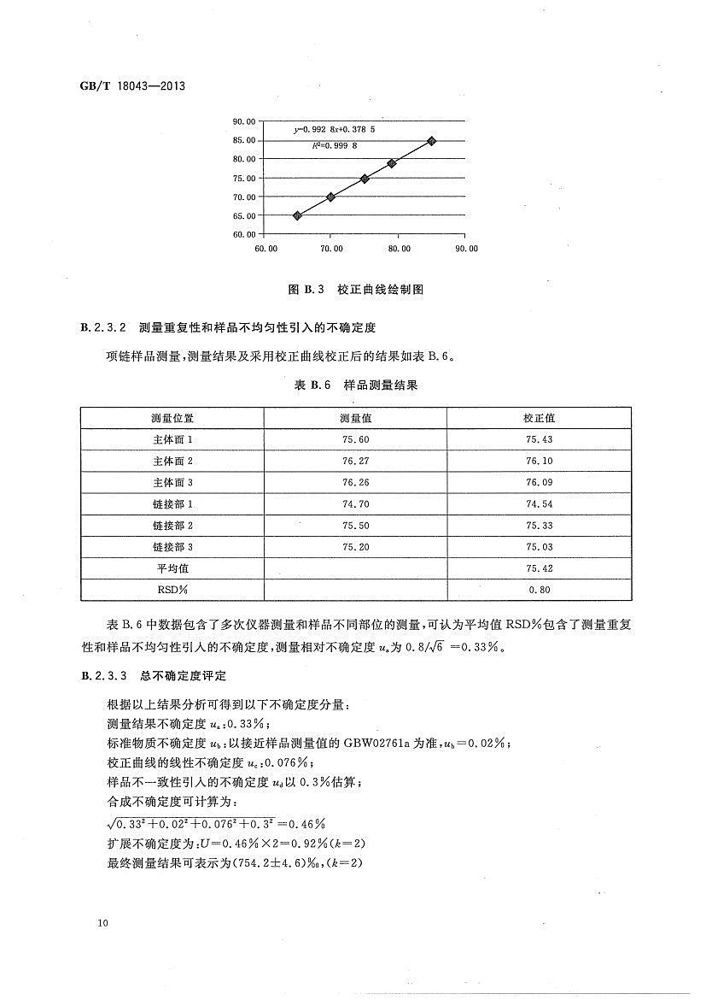 GB/T 18043—2013
90.00
85.00
80.00
75.00
70.00
65.00
60.00
y=0.992 8x+0.378 5
R²=0.999 8
60.00 70.00 80.00 90.00
图 B.3 校正曲线绘制图
B.2.3.2 测量重复性和样品不均匀性引入的不确定度
项链样品测量,测量结果及采用校正曲线校正后的结果如表 B.6。
表 B.6 样品测量结果
测量位置 测量值 校正值
主体面 1 75.60 75.43
主体面 2 76.27 76.10
主体面 3 76.26 76.09
链接部 1 74.70 74.54
链接部 2 75.50 75.33
链接部 3 75.20 75.03
平均值 75.42
RSD% 0.80
表 B.6 中数据包含了多次仪器测量和样品不同部位的测量,可认为平均值 RSD%包含了测量重复
性和样品不均匀性引入的不确定度,测量相对不确定度 uₐ为 0.8/√6 =0.33%。
B.2.3.3 总不确定度评定
根据以上结果分析可得到以下不确定度分量:
测量结果不确定度 uₐ:0.33%;
标准物质不确定度 u_b:以接近样品测量值的 GBW02761a 为准,u_b=0.02%;
校正曲线的线性不确定度 u_c:0.076%;
样品不一致性引入的不确定度 u_d以 0.3%估算;
合成不确定度可计算为:
√0.33²+0.02²+0.076²+0.3² =0.46%
扩展不确定度为:U=0.46%×2=0.92%(k=2)
最终测量结果可表示为(754.2±4.6)‰,(k=2)
10